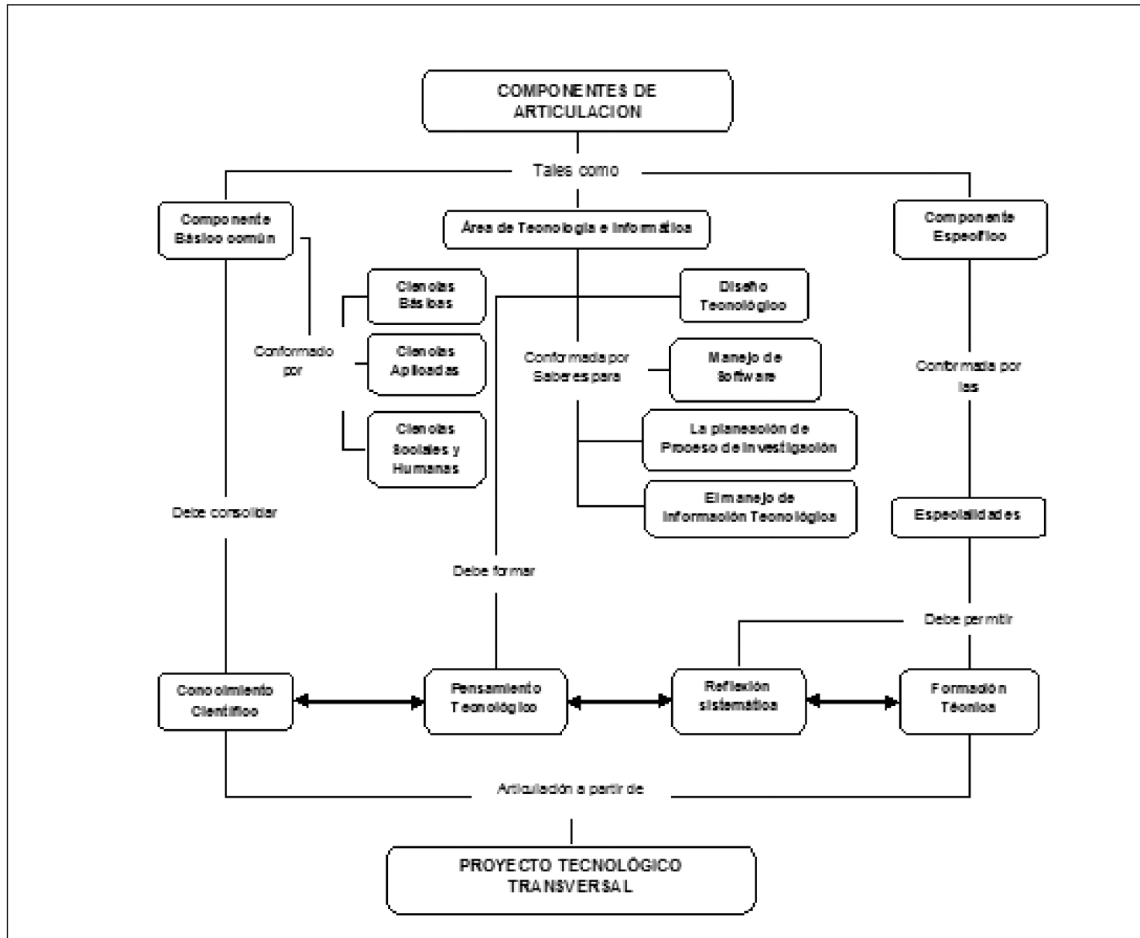 COMPONENTES DE
ARTICULACION
Tales como
Componente
Básico común
Área de Tecnología e Informática
Componente
Específico
Ciencias
Básicas
Diseño
Tecnológico
Conformado
por
Ciencias
Aplicadas
Conformada por
Saberes para
Manejo de
Software
Conformada por
las
Ciencias
Sociales y
Humanas
La planeación de
Proceso de investigación
El manejo de
Información Tecnológica
Debe consolidar
Especialidades
Debe formar
Debe permitir
Conocimiento
Científico
Pensamiento
Tecnológico
Reflexión
sistemática
Formación
Técnica
Articulación a partir de
PROYECTO TECNOLÓGICO
TRANSVERSAL